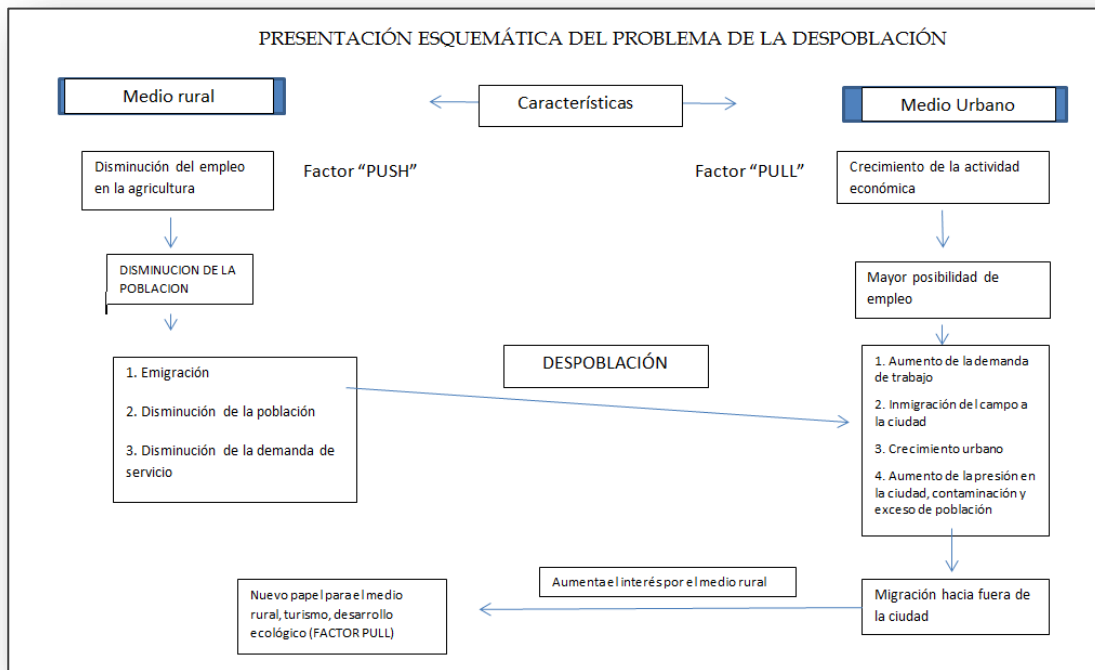 PRESENTACIÓN ESQUEMÁTICA DEL PROBLEMA DE LA DESPOBLACIÓN
Medio rural
Características
Medio Urbano
Disminución del empleo
en la agricultura
Factor “PUSH”
Factor “PULL”
Crecimiento de la actividad
económica
DISMINUCION DE LA
POBLACION
Mayor posibilidad de
empleo
1. Emigración
2. Disminución de la población
3. Disminución de la demanda de
servicio
DESPOBLACIÓN
1. Aumento de la demanda
de trabajo
2. Inmigración del campo a
la ciudad
3. Crecimiento urbano
4. Aumento de la presión en
la ciudad, contaminación y
exceso de población
Aumenta el interés por el medio rural
Nuevo papel para el medio
rural, turismo, desarrollo
ecológico (FACTOR PULL)
Migración hacia fuera de
la ciudad